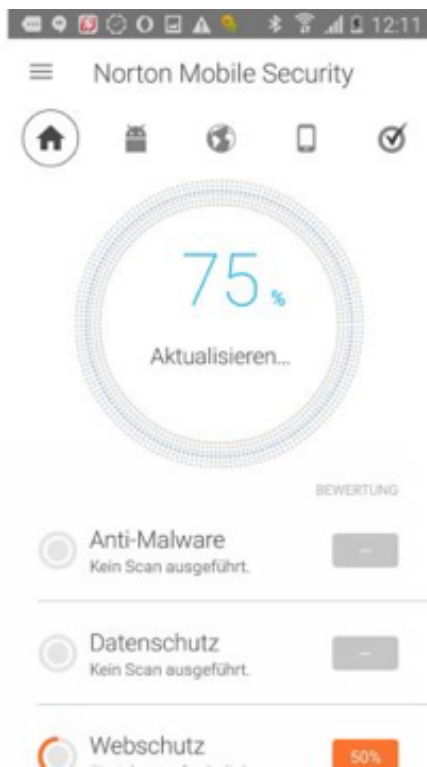 12:11
Norton Mobile Security
75 %
Aktualisieren...
BEWERTUNG
Anti-Malware
Kein Scan ausgeführt.
–
Datenschutz
Kein Scan ausgeführt.
–
Webschutz
50%